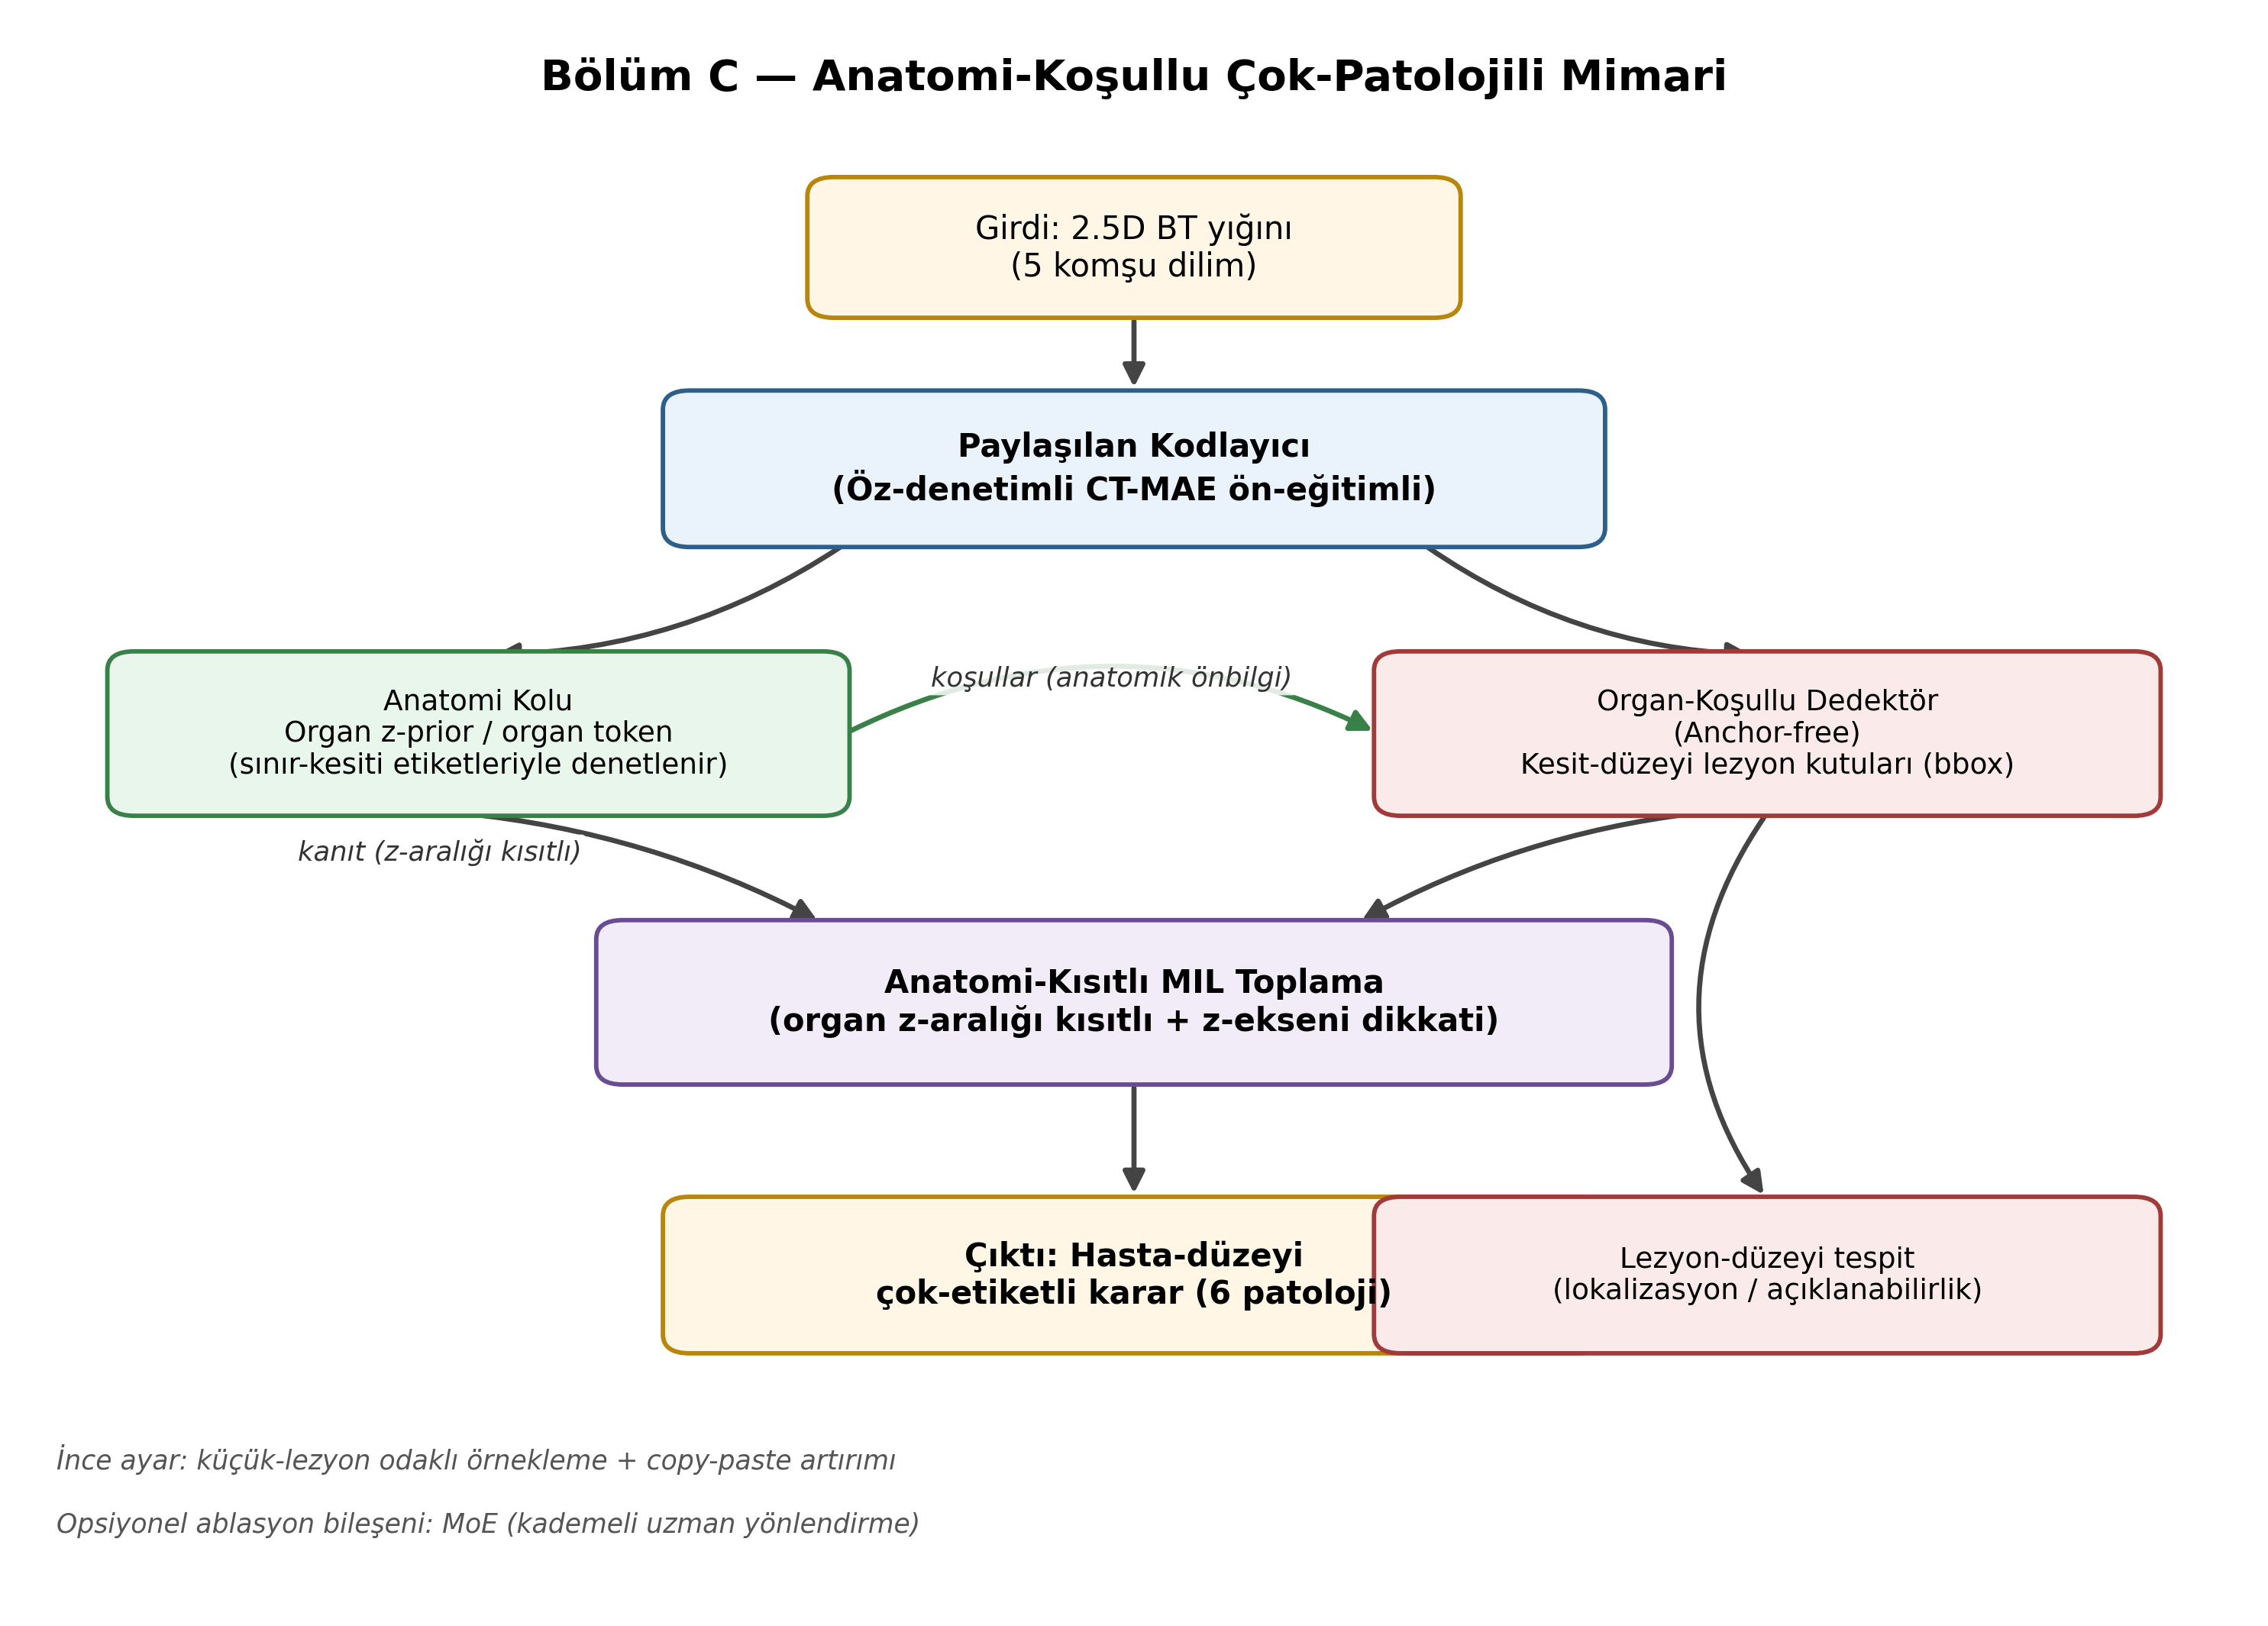 Bölüm C — Anatomi-Koşullu Çok-Patolojili Mimari
Girdi: 2.5D BT yığını
(5 komşu dilim)
Paylaşılan Kodlayıcı
(Öz-denetimli CT-MAE ön-eğitimli)
koşullar (anatomik önbilgi)
Anatomi Kolu
Organ z-prior / organ token
(sınır-kesiti etiketleriyle denetlenir)
Organ-Koşullu Dedektör
(Anchor-free)
Kesit-düzeyi lezyon kutuları (bbox)
kanıt (z-aralığı kısıtlı)
Anatomi-Kısıtlı MIL Toplama
(organ z-aralığı kısıtlı + z-ekseni dikkati)
Çıktı: Hasta-düzeyi
çok-etiketli karar (6 patoloji)
Lezyon-düzeyi tespit
(lokalizasyon / açıklanabilirlik)
İnce ayar: küçük-lezyon odaklı örnekleme + copy-paste artırımı
Opsiyonel ablasyon bileşeni: MoE (kademeli uzman yönlendirme)